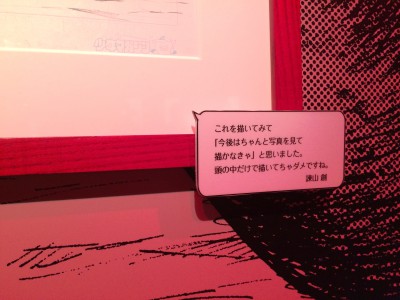 これを描いてみて
「今後はちゃんと写真を見て
描かなきゃ」と思いました。
頭の中だけで描いてちゃダメですね。
諫山 創